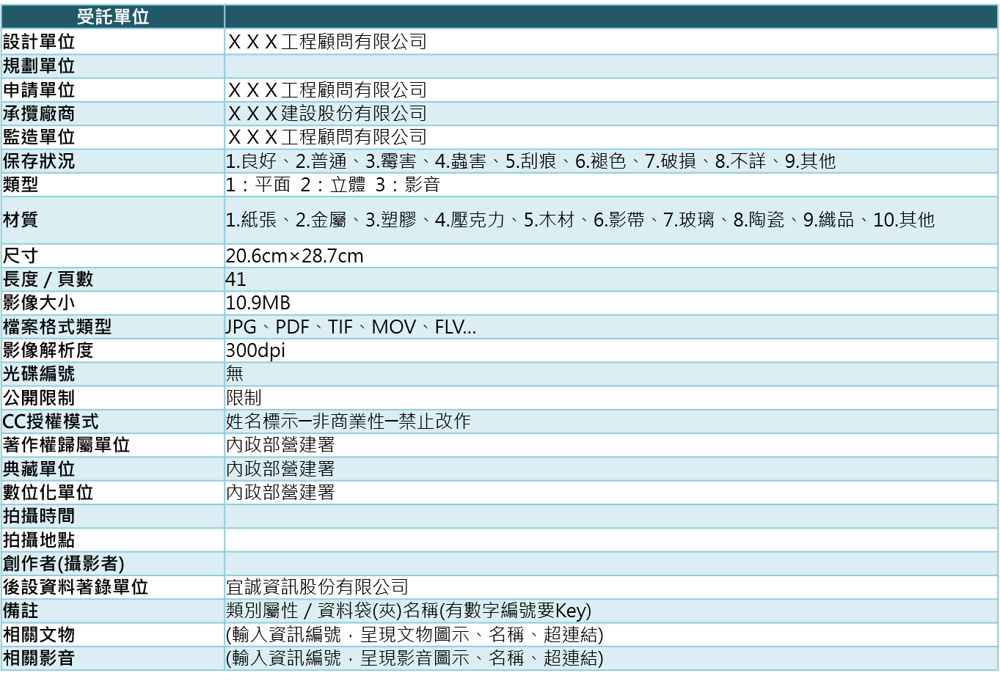 受託單位
設計單位 ＸＸＸ工程顧問有限公司
規劃單位
申請單位 ＸＸＸ工程顧問有限公司
承攬廠商 ＸＸＸ建設股份有限公司
監造單位 ＸＸＸ工程顧問有限公司
保存狀況 1.良好、2.普通、3.霉害、4.蟲害、5.刮痕、6.褪色、7.破損、8.不詳、9.其他
類型 1：平面 2：立體 3：影音
材質 1.紙張、2.金屬、3.塑膠、4.壓克力、5.木材、6.影帶、7.玻璃、8.陶瓷、9.織品、10.其他
尺寸 20.6cm×28.7cm
長度／頁數 41
影像大小 10.9MB
檔案格式類型 JPG、PDF、TIF、MOV、FLV...
影像解析度 300dpi
光碟編號 無
公開限制 限制
CC授權模式 姓名標示─非商業性─禁止改作
著作權歸屬單位 內政部營建署
典藏單位 內政部營建署
數位化單位 內政部營建署
拍攝時間
拍攝地點
創作者(攝影者)
後設資料著錄單位 宜誠資訊股份有限公司
備註 類別屬性／資料袋(夾)名稱(有數字編號要Key)
相關文物 (輸入資訊編號，呈現文物圖示、名稱、超連結)
相關影音 (輸入資訊編號，呈現影音圖示、名稱、超連結)